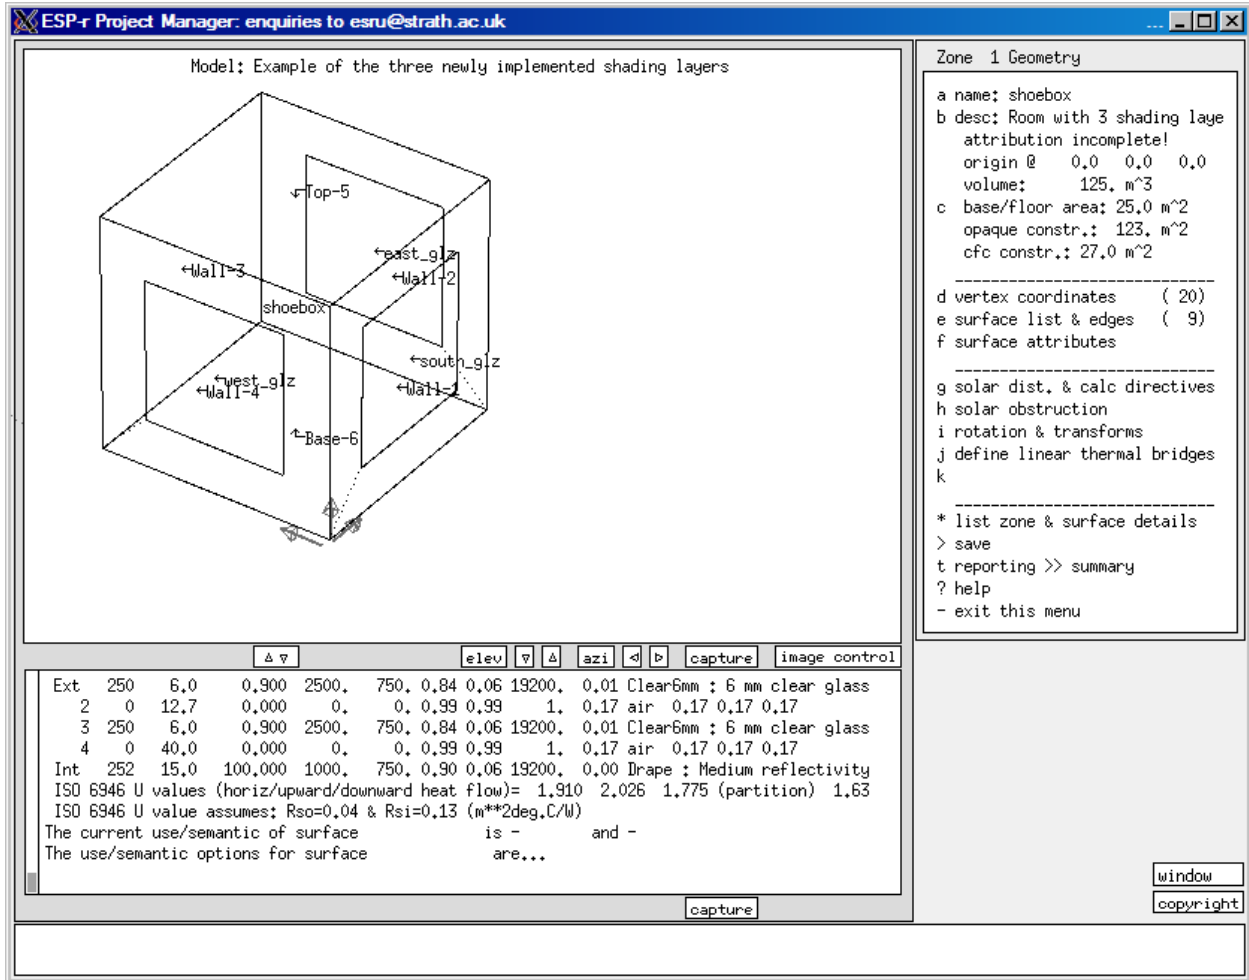 ESP-r Project Manager: enquiries to esru@strath.ac.uk
Model: Example of the three newly implemented shading layers
Top-5
east_glz
Wall-3
Wall-2
shoebox
south_glz
west_glz
Wall-4
Wall-1
Base-6
elev
azi
capture
image control
Ext 250 6.0 0.900 2500. 750. 0.84 0.06 19200. 0.01 Clear6mm : 6 mm clear glass
2 0 12.7 0.000 0. 0. 0.99 0.99 1. 0.17 air 0.17 0.17 0.17
3 250 6.0 0.900 2500. 750. 0.84 0.06 19200. 0.01 Clear6mm : 6 mm clear glass
4 0 40.0 0.000 0. 0. 0.99 0.99 1. 0.17 air 0.17 0.17 0.17
Int 252 15.0 100.000 1000. 750. 0.90 0.06 19200. 0.00 Drape : Medium reflectivity
ISO 6946 U values (horiz/upward/downward heat flow)= 1.910 2.026 1.775 (partition) 1.63
ISO 6946 U value assumes: Rso=0.04 & Rsi=0.13 (m**2deg.C/W)
The current use/semantic of surface is - and -
The use/semantic options for surface are...
capture
Zone 1 Geometry
a name: shoebox
b desc: Room with 3 shading laye
attribution incomplete!
origin @ 0.0 0.0 0.0
volume: 125. m^3
c base/floor area: 25.0 m^2
opaque constr.: 123. m^2
cfc constr.: 27.0 m^2
d vertex coordinates ( 20)
e surface list & edges ( 9)
f surface attributes
g solar dist. & calc directives
h solar obstruction
i rotation & transforms
j define linear thermal bridges
k
* list zone & surface details
> save
t reporting >> summary
? help
- exit this menu
window
copyright